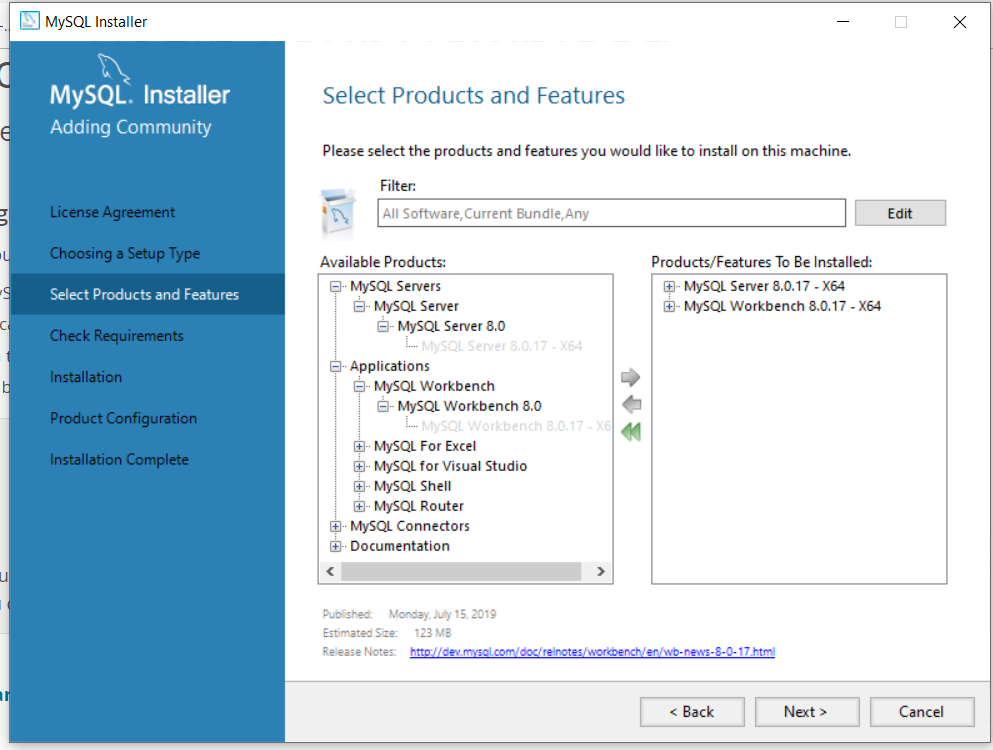 MySQL Installer
MySQL. Installer
Adding Community
License Agreement
Choosing a Setup Type
Select Products and Features
Check Requirements
Installation
Product Configuration
Installation Complete
Select Products and Features
Please select the products and features you would like to install on this machine.
Filter:
All Software,Current Bundle,Any
Edit
Available Products:
MySQL Servers
MySQL Server
MySQL Server 8.0
MySQL Server 8.0.17 - X64
Applications
MySQL Workbench
MySQL Workbench 8.0
MySQL Workbench 8.0.17 - X6
MySQL For Excel
MySQL for Visual Studio
MySQL Shell
MySQL Router
MySQL Connectors
Documentation
Products/Features To Be Installed:
MySQL Server 8.0.17 - X64
MySQL Workbench 8.0.17 - X64
Published: Monday, July 15, 2019
Estimated Size: 123 MB
Release Notes: http://dev.mysql.com/doc/relnotes/workbench/en/wb-news-8-0-17.html
< Back
Next >
Cancel